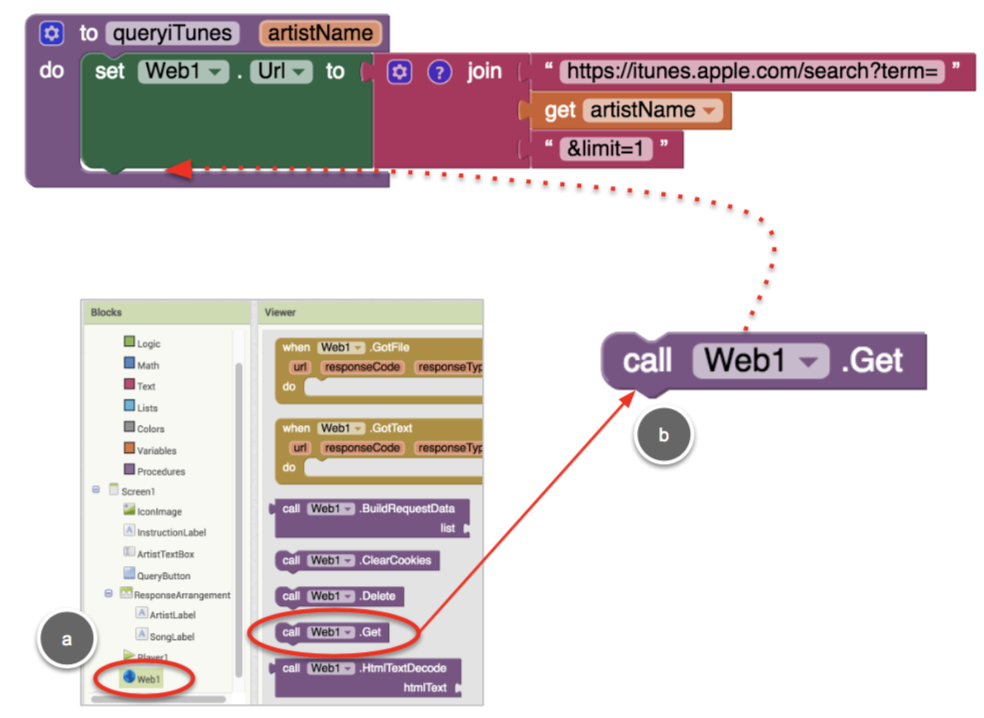 to queryiTunes artistName
do set Web1 . Url to join “ https://itunes.apple.com/search?term= ”
get artistName
“ &limit=1 ”
Blocks
Logic
Math
Text
Lists
Colors
Variables
Procedures
Screen1
IconImage
InstructionLabel
ArtistTextBox
QueryButton
ResponseArrangement
ArtistLabel
SongLabel
Player1
Web1
a
Viewer
when Web1 .GotFile
url responseCode responseTyp
do
when Web1 .GotText
url responseCode responseTyp
do
call Web1 .BuildRequestData
list
call Web1 .ClearCookies
call Web1 .Delete
call Web1 .Get
call Web1 .HtmlTextDecode
htmlText
call Web1 .Get
b